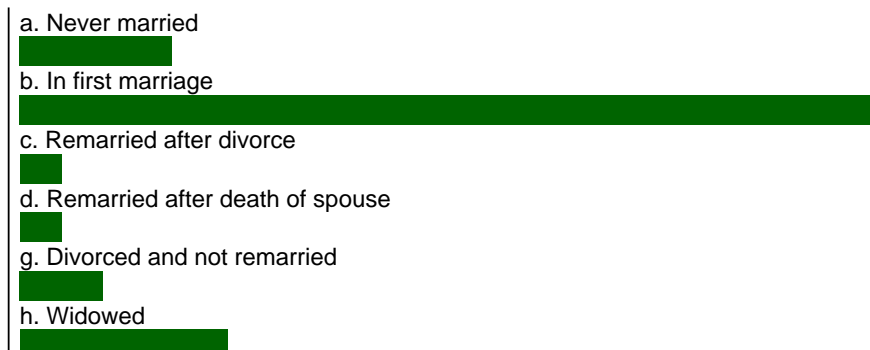 a. Never married
b. In first marriage
c. Remarried after divorce
d. Remarried after death of spouse
g. Divorced and not remarried
h. Widowed